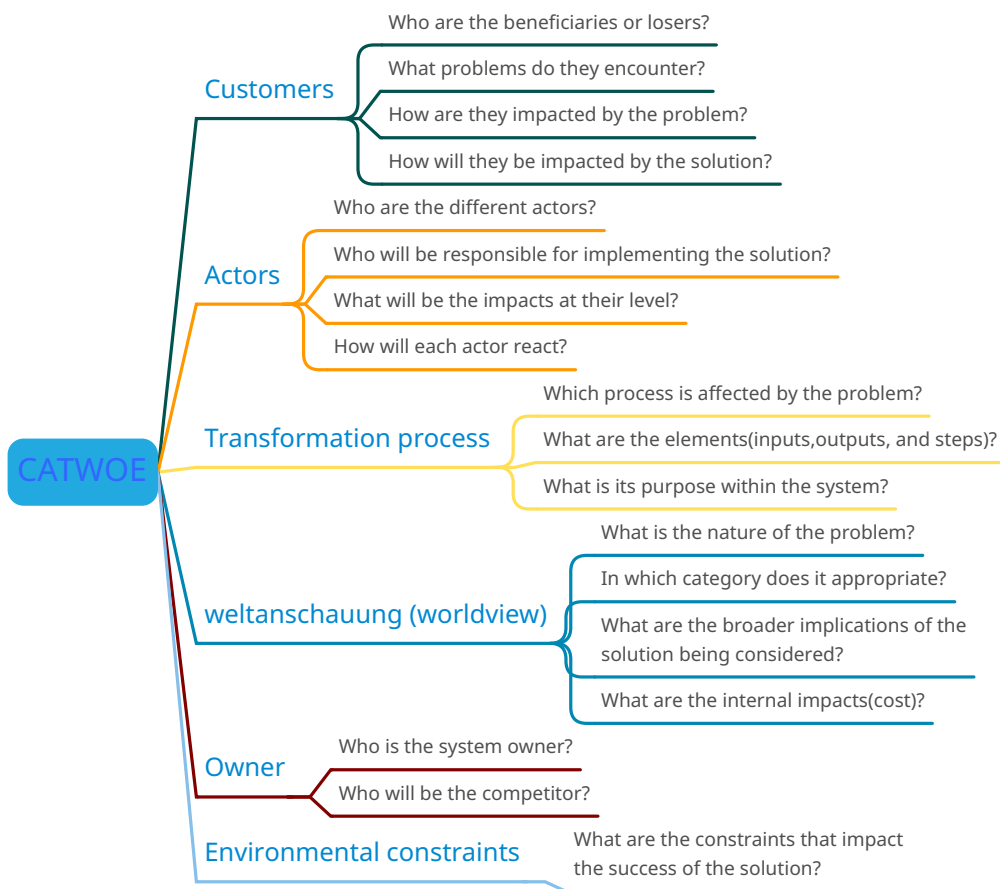 Who are the beneficiaries or losers?
What problems do they encounter?
Customers
How are they impacted by the problem?
How will they be impacted by the solution?
Who are the different actors?
Who will be responsible for implementing the solution?
Actors
What will be the impacts at their level?
How will each actor react?
Which process is affected by the problem?
Transformation process
What are the elements(inputs,outputs, and steps)?
CATWOE
What is its purpose within the system?
What is the nature of the problem?
In which category does it appropriate?
weltanschauung (worldview)
What are the broader implications of the
solution being considered?
What are the internal impacts(cost)?
Who is the system owner?
Owner
Who will be the competitor?
Environmental constraints
What are the constraints that impact
the success of the solution?